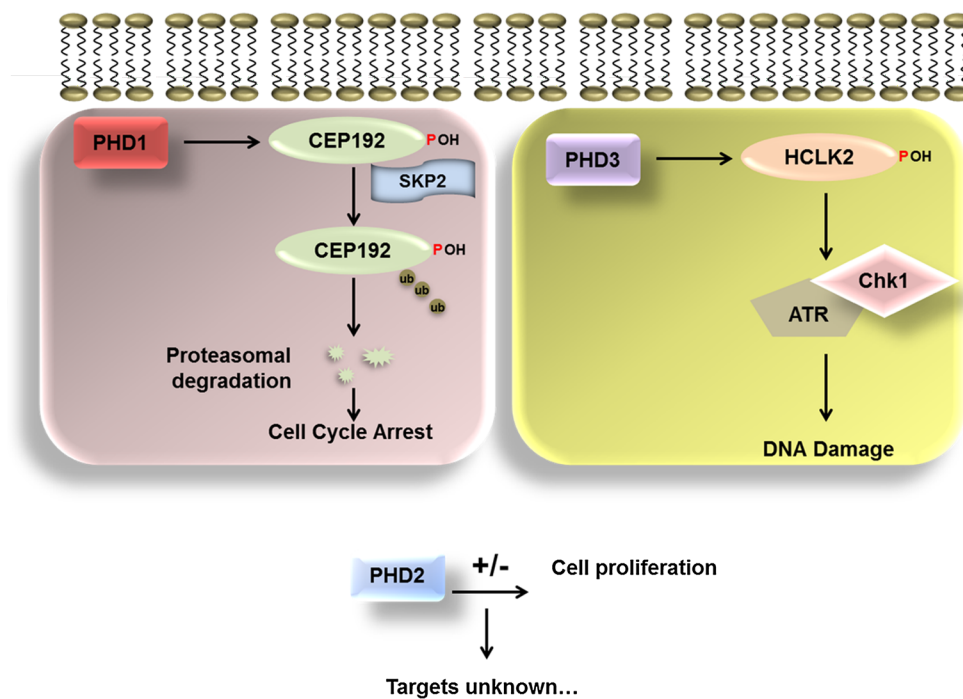 PHD1
CEP192
POH
SKP2
CEP192
POH
ub
ub
ub
Proteasomal
degradation
Cell Cycle Arrest
PHD3
HCLK2
POH
Chk1
ATR
DNA Damage
PHD2
+/-
Cell proliferation
Targets unknown...